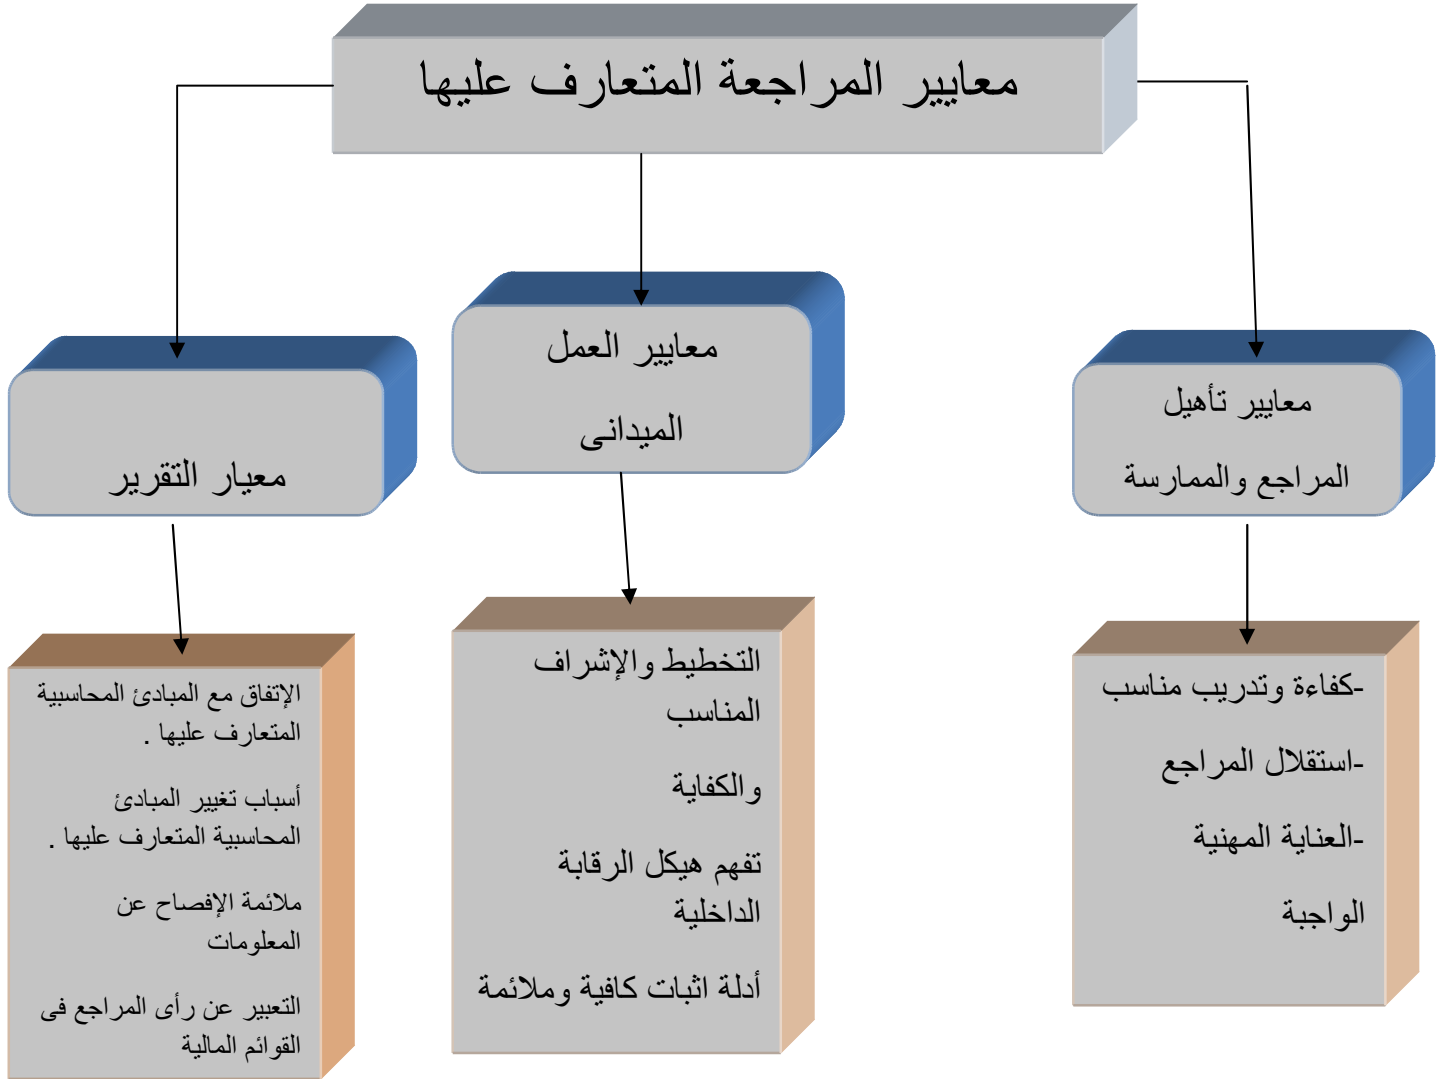 معايير المراجعة المتعارف عليها
معايير تأهيل
المراجع والممارسة
معايير العمل
الميدانى
معيار التقرير
-كفاءة وتدريب مناسب
-استقلال المراجع
-العناية المهنية
الواجبة
التخطيط والإشراف
المناسب
والكفاية
تفهم هيكل الرقابة
الداخلية
أدلة اثبات كافية وملائمة
الإتفاق مع المبادئ المحاسبية
المتعارف عليها .
أسباب تغيير المبادئ
المحاسبية المتعارف عليها .
ملائمة الإفصاح عن
المعلومات
التعبير عن رأى المراجع فى
القوائم المالية